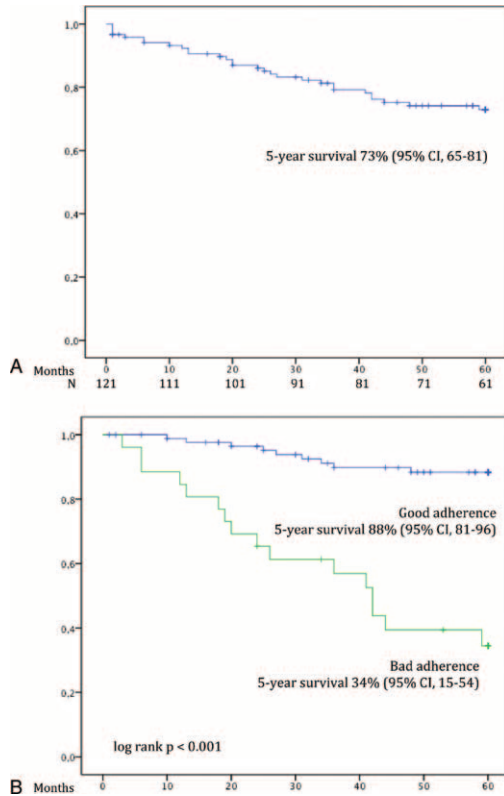 1,0
0,8
0,6
0,4
0,2
0,0
5-year survival 73% (95% CI, 65-81)
0 10 20 30 40 50 60
A Months
N 121 111 101 91 81 71 61
1,0
0,8
0,6
0,4
0,2
0,0
Good adherence
5-year survival 88% (95% CI, 81-96)
Bad adherence
5-year survival 34% (95% CI, 15-54)
log rank p < 0.001
0 10 20 30 40 50 60
B Months